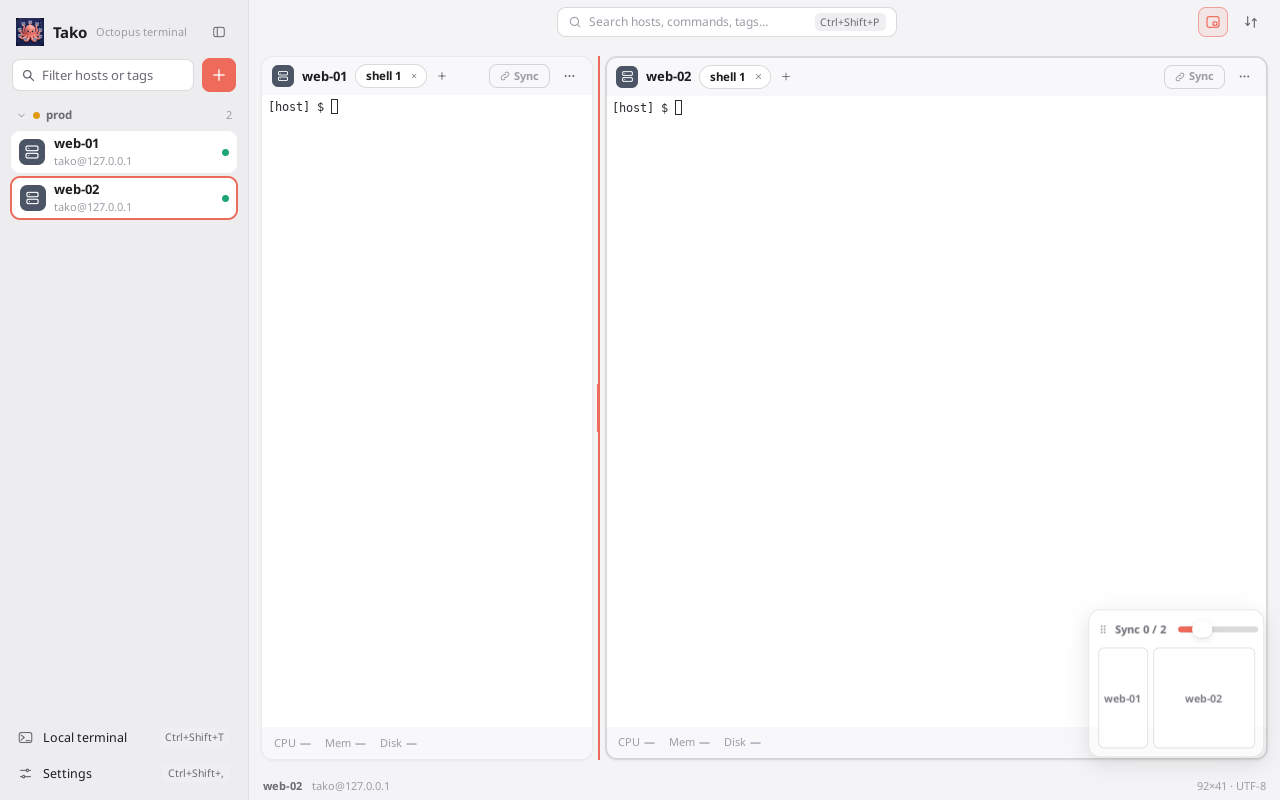 Tako Octopus terminal
Search hosts, commands, tags... Ctrl+Shift+P
Filter hosts or tags
prod 2
web-01
tako@127.0.0.1
web-02
tako@127.0.0.1
Local terminal Ctrl+Shift+T
Settings Ctrl+Shift+,
web-01 shell 1 × + Sync ...
[host] $
CPU — Mem — Disk —
web-02 shell 1 × + Sync ...
[host] $
CPU — Mem — Disk —
Sync 0 / 2
web-01 web-02
web-02 tako@127.0.0.1 92×41 · UTF-8